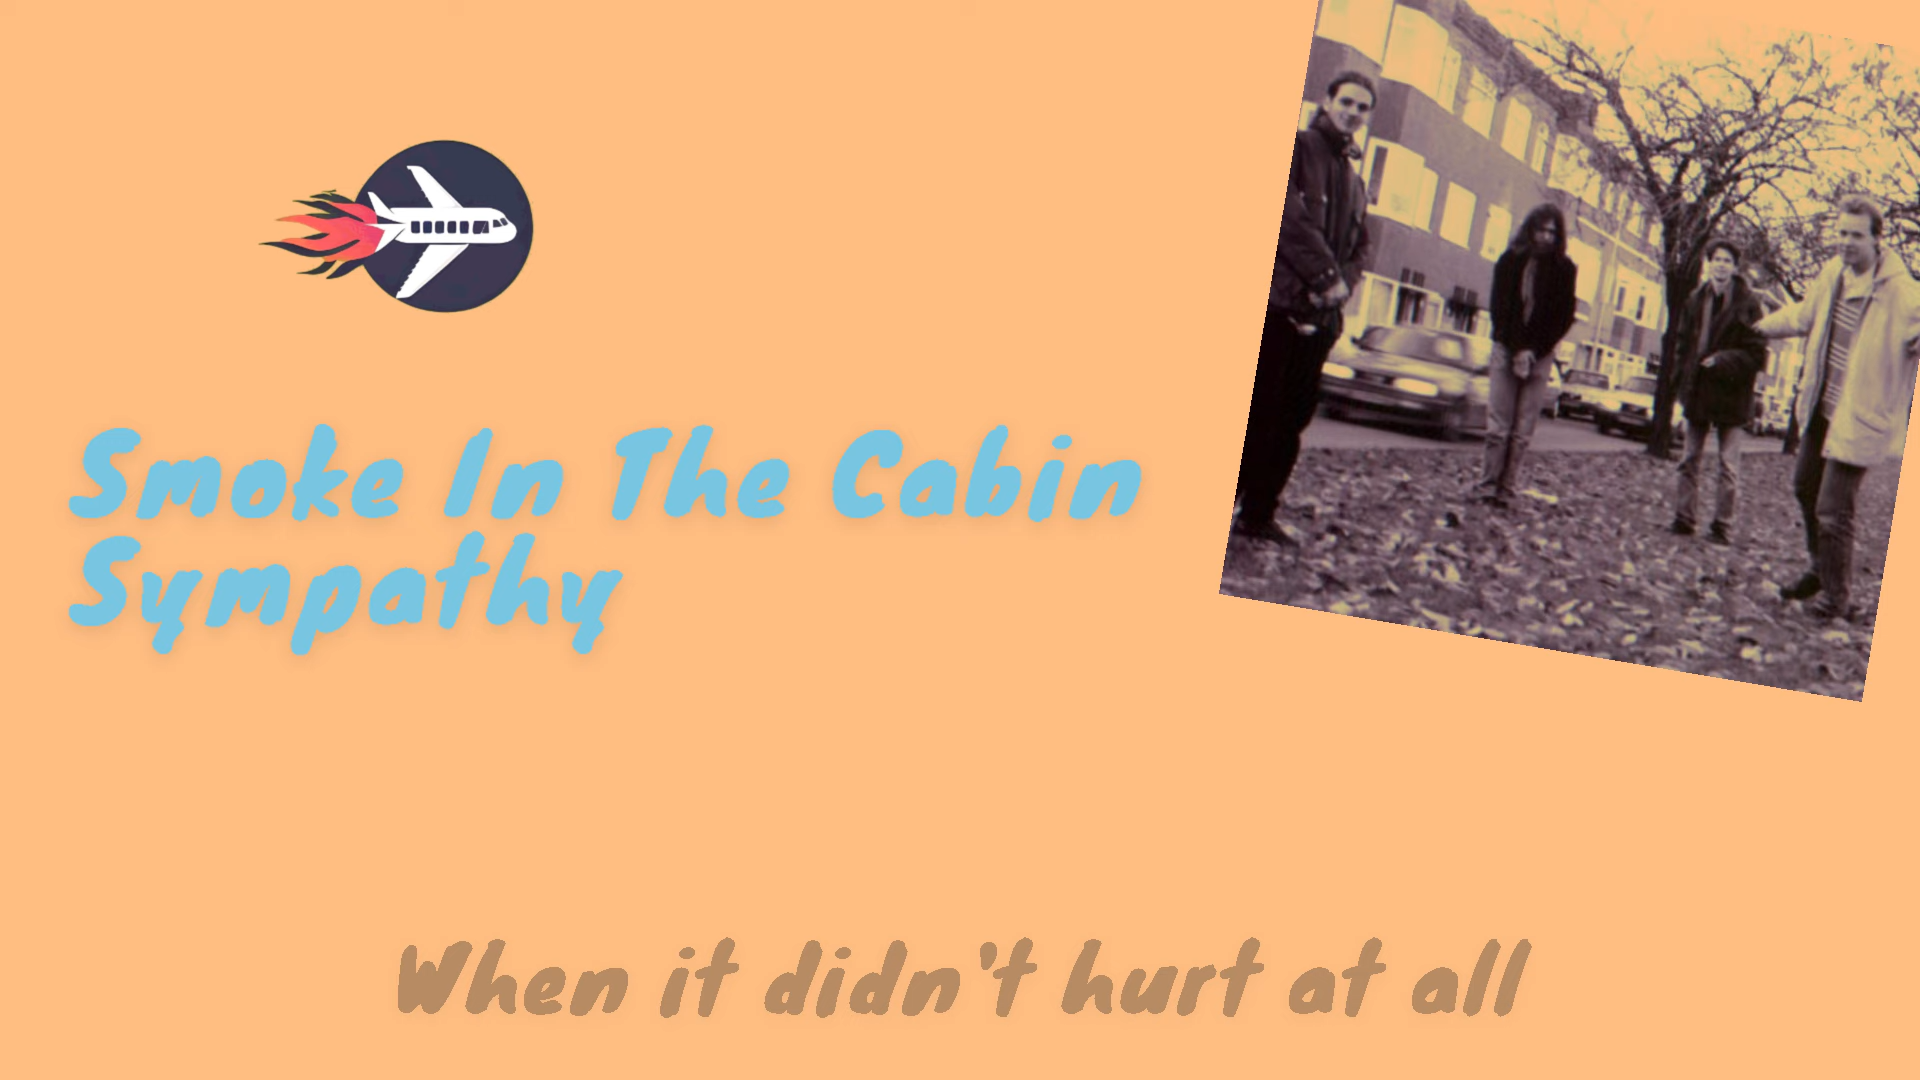 Smoke In The Cabin
Sympathy
When it didn't hurt at all